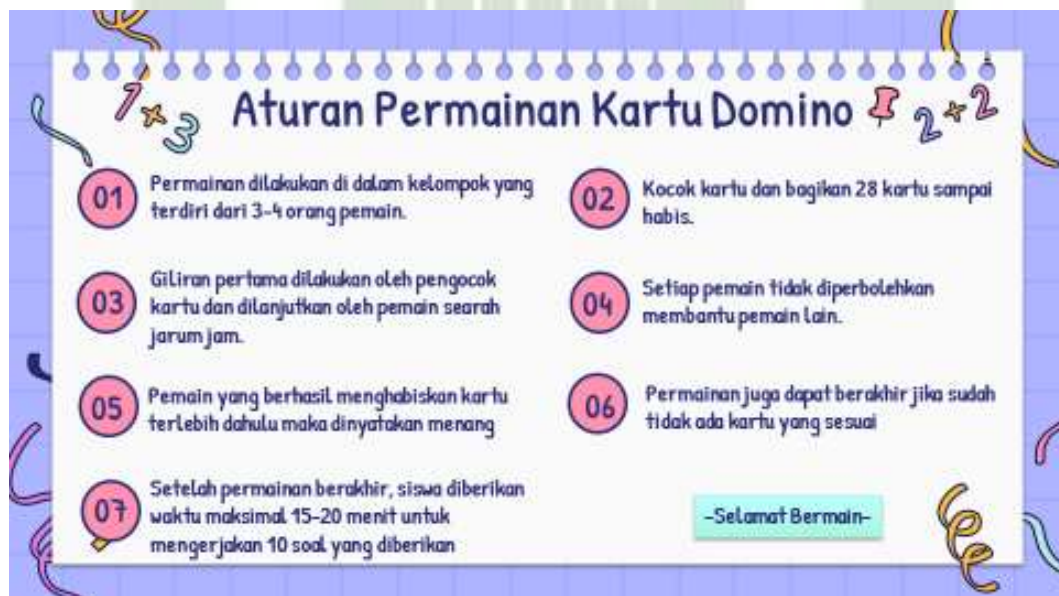 1 × 3
Aturan Permainan Kartu Domino
2 + 2
01
Permainan dilakukan di dalam kelompok yang
terdiri dari 3-4 orang pemain.
02
Kocok kartu dan bagikan 28 kartu sampai
habis.
03
Giliran pertama dilakukan oleh pengocok
kartu dan dilanjutkan oleh pemain searah
jarum jam.
04
Setiap pemain tidak diperbolehkan
membantu pemain lain.
05
Pemain yang berhasil menghabiskan kartu
terlebih dahulu maka dinyatakan menang
06
Permainan juga dapat berakhir jika sudah
tidak ada kartu yang sesuai
07
Setelah permainan berakhir, siswa diberikan
waktu maksimal 15-20 menit untuk
mengerjakan 10 soal yang diberikan
-Selamat Bermain-